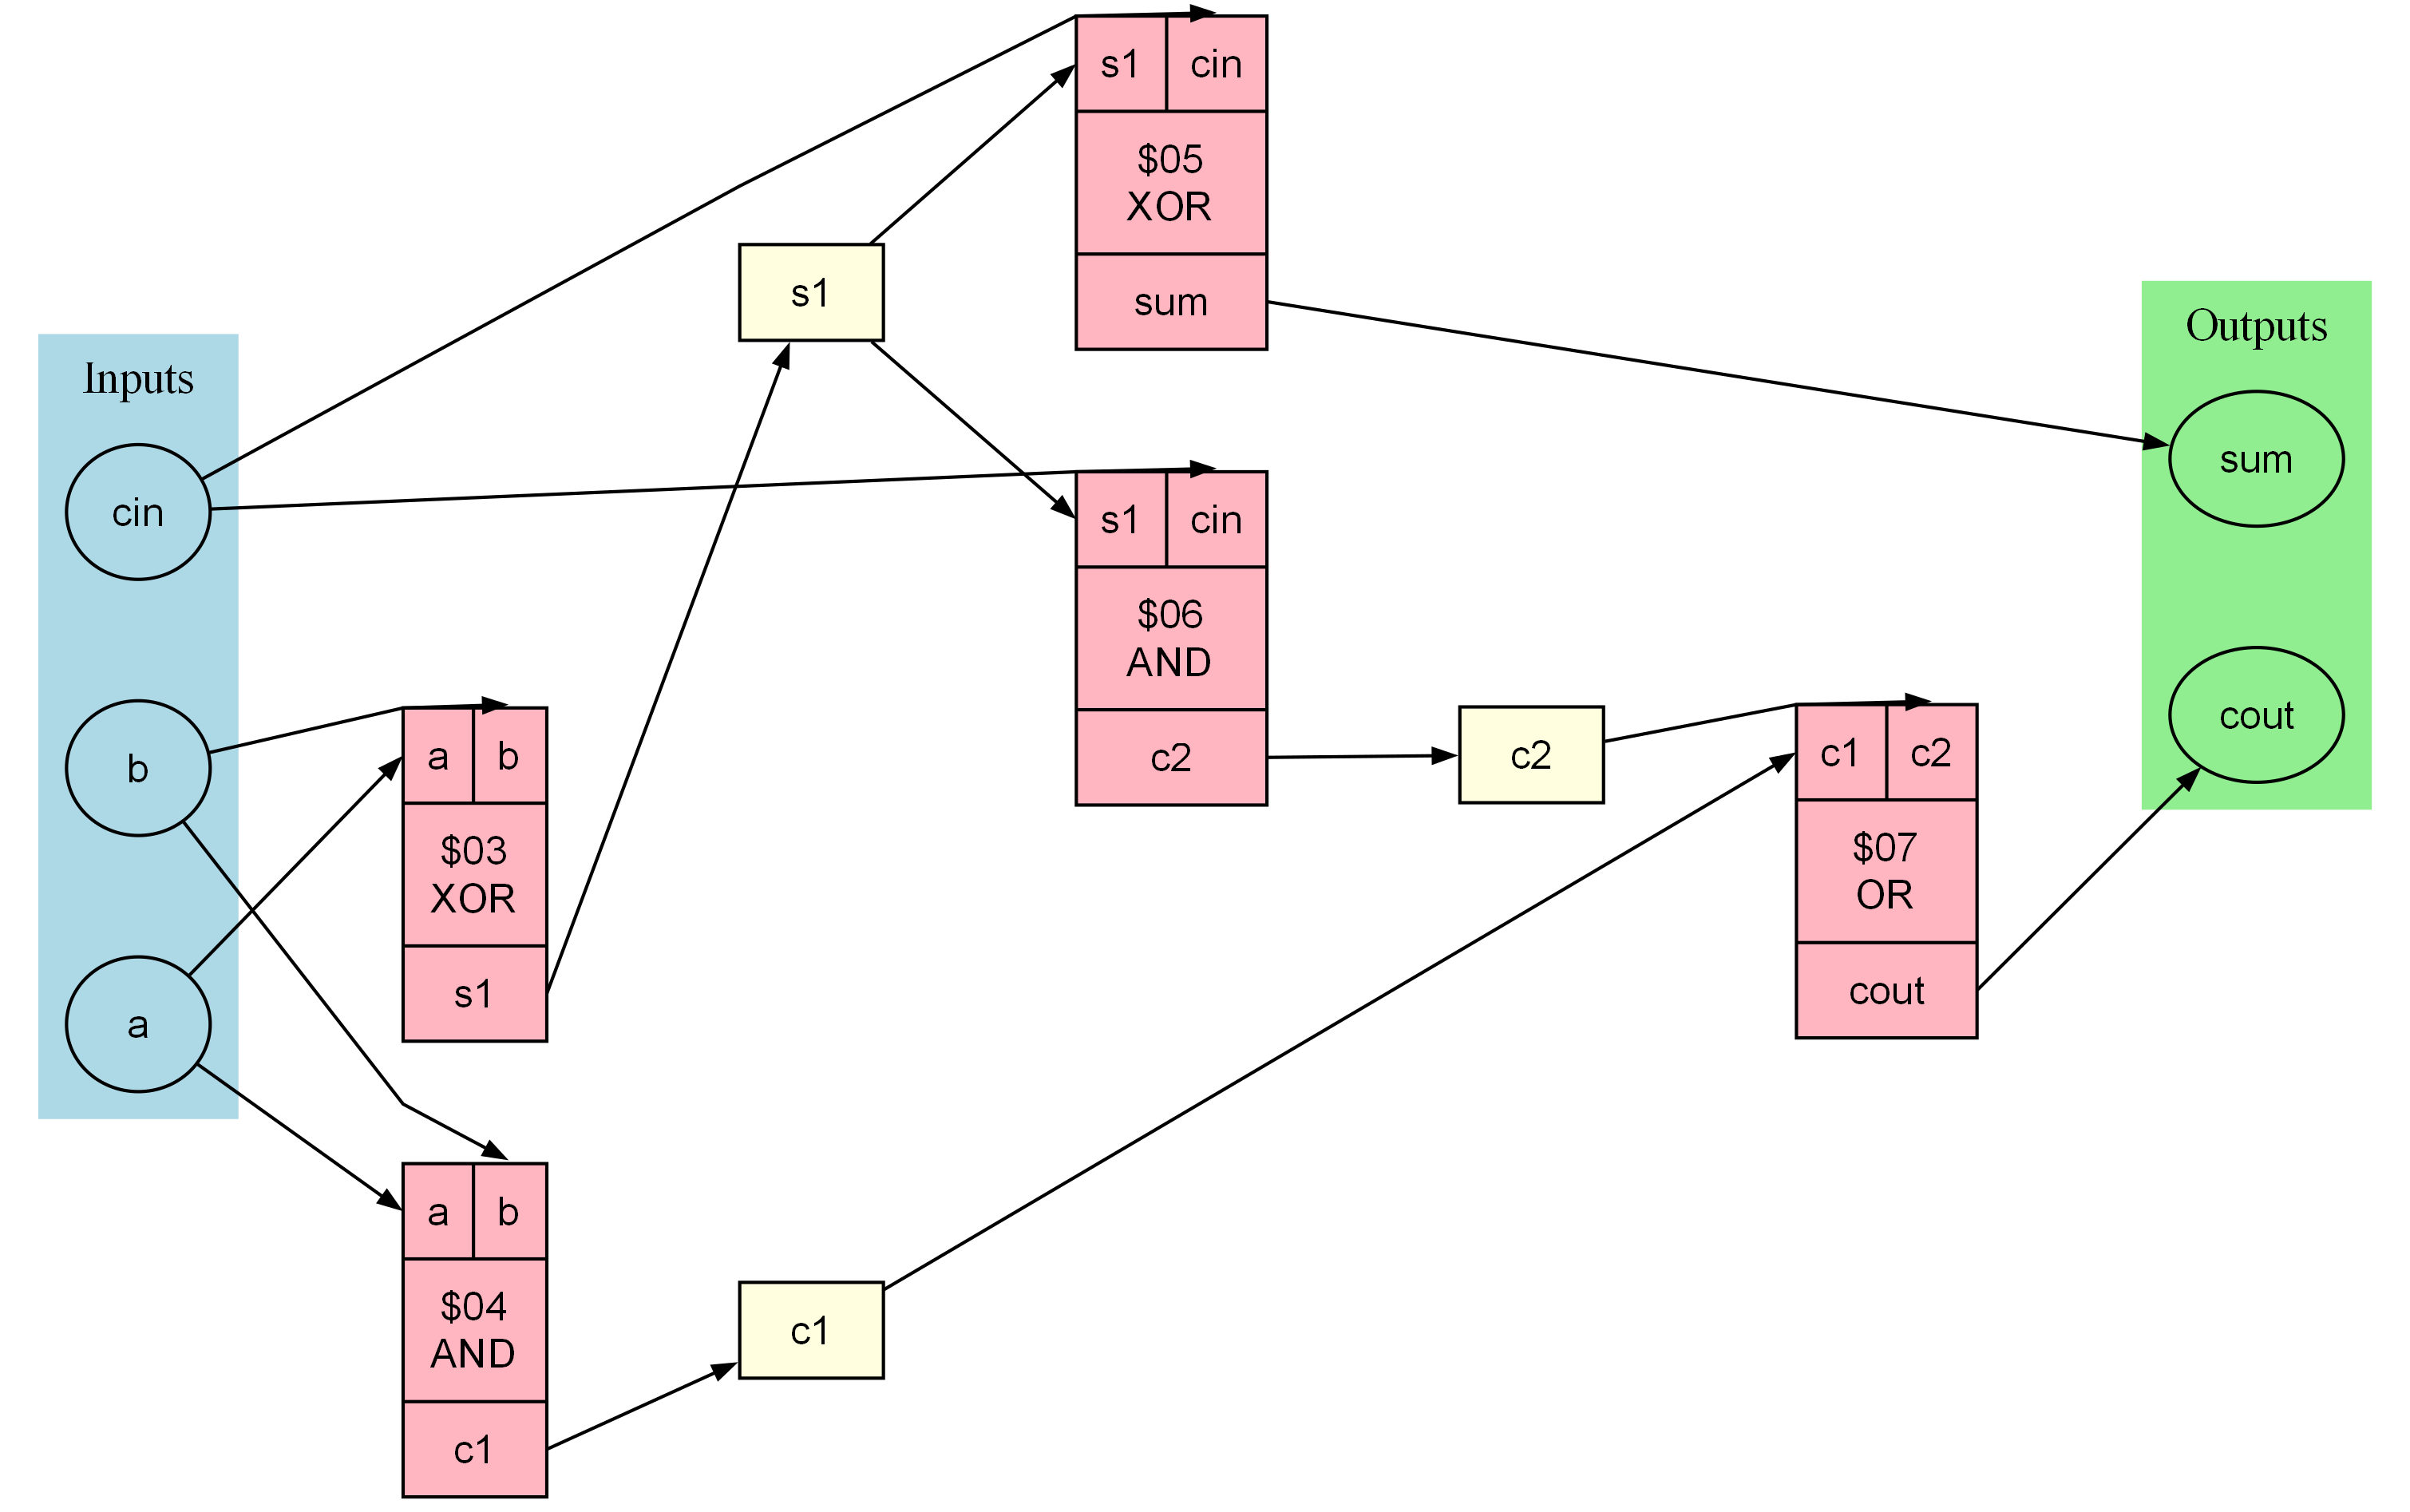 Inputs
cin
b
a
a b
$03
XOR
s1
a b
$04
AND
c1
s1
c1
s1 cin
$05
XOR
sum
s1 cin
$06
AND
c2
c2
c1 c2
$07
OR
cout
Outputs
sum
cout